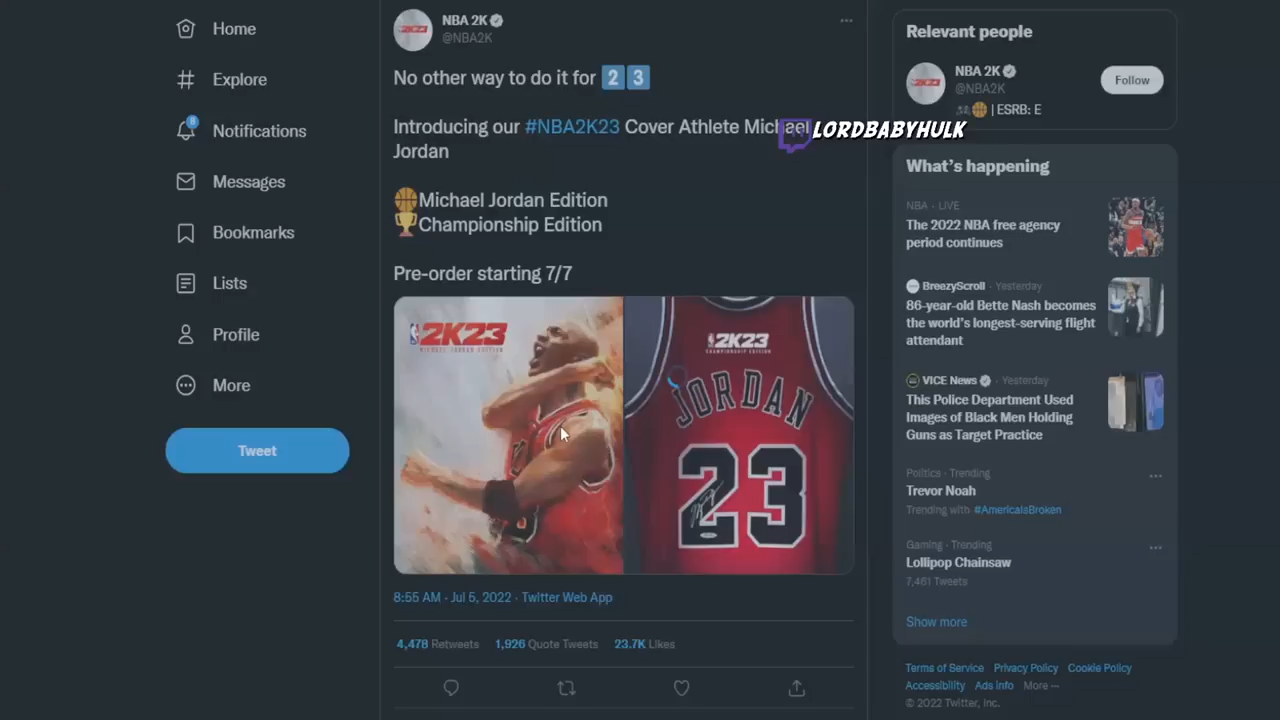 Home
Explore
8
Notifications
Messages
Bookmarks
Lists
Profile
More
Tweet
NBA 2K
@NBA2K
No other way to do it for 2 3
Introducing our #NBA2K23 Cover Athlete Michael
Jordan
Michael Jordan Edition
Championship Edition
Pre-order starting 7/7
2K23
MICHAEL JORDAN EDITION
2K23
CHAMPIONSHIP EDITION
JORDAN
23
8:55 AM · Jul 5, 2022 · Twitter Web App
4,478 Retweets 1,926 Quote Tweets 23.7K Likes
LORDBABYHULK
Relevant people
NBA 2K
@NBA2K
Follow
| ESRB: E
What's happening
NBA · LIVE
The 2022 NBA free agency
period continues
BreezyScroll · Yesterday
86-year-old Bette Nash becomes
the world's longest-serving flight
attendant
VICE News · Yesterday
This Police Department Used
Images of Black Men Holding
Guns as Target Practice
Politics · Trending
Trevor Noah
Trending with #AmericaIsBroken
Gaming · Trending
Lollipop Chainsaw
7,461 Tweets
Show more
Terms of Service Privacy Policy Cookie Policy
Accessibility Ads info More ···
© 2022 Twitter, Inc.